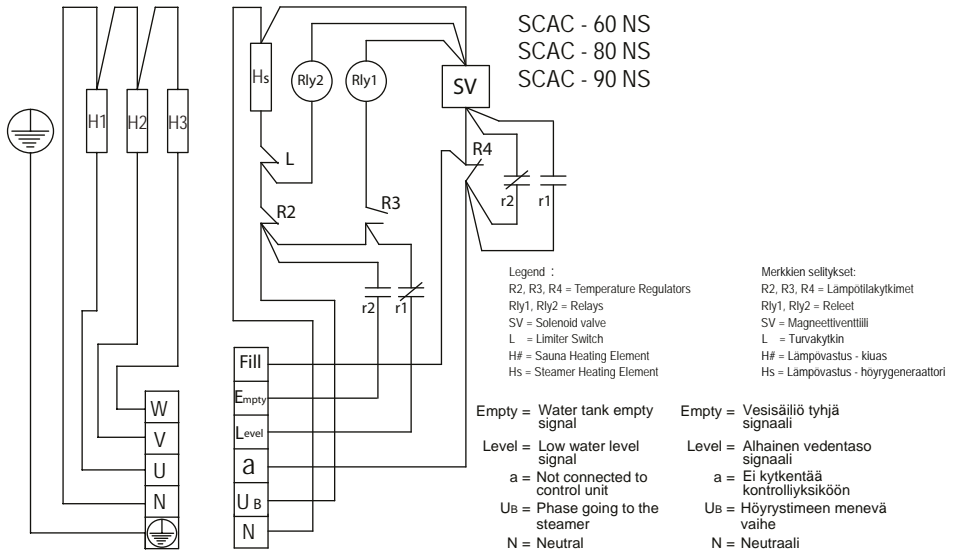 SCAC - 60 NS
SCAC - 80 NS
SCAC - 90 NS
H1
H2
H3
Hs
Rly2
Rly1
SV
L
R4
R2
R3
r2
r1
r2
r1
W
V
U
N
Fill
Empty
Level
a
UB
N
Legend :
R2, R3, R4 = Temperature Regulators
Rly1, Rly2 = Relays
SV = Solenoid valve
L = Limiter Switch
H# = Sauna Heating Element
Hs = Steamer Heating Element
Merkkien selitykset:
R2, R3, R4 = Lämpötilakytkimet
Rly1, Rly2 = Releet
SV = Magneettiventtiili
L = Turvakytkin
H# = Lämpövastus - kiuas
Hs = Lämpövastus - höyrygeneraattori
Empty = Water tank empty
signal
Level = Low water level
signal
a = Not connected to
control unit
UB = Phase going to the
steamer
N = Neutral
Empty = Vesisäiliö tyhjä
signaali
Level = Alhainen vedentaso
signaali
a = Ei kytkentää
kontrolliyksiköön
UB = Höyrystimeen menevä
vaihe
N = Neutraali